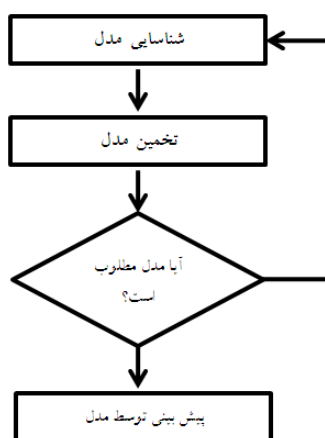 شناسایی مدل
تخمین مدل
آیا مدل مطلوب
است؟
پیش بینی توسط مدل